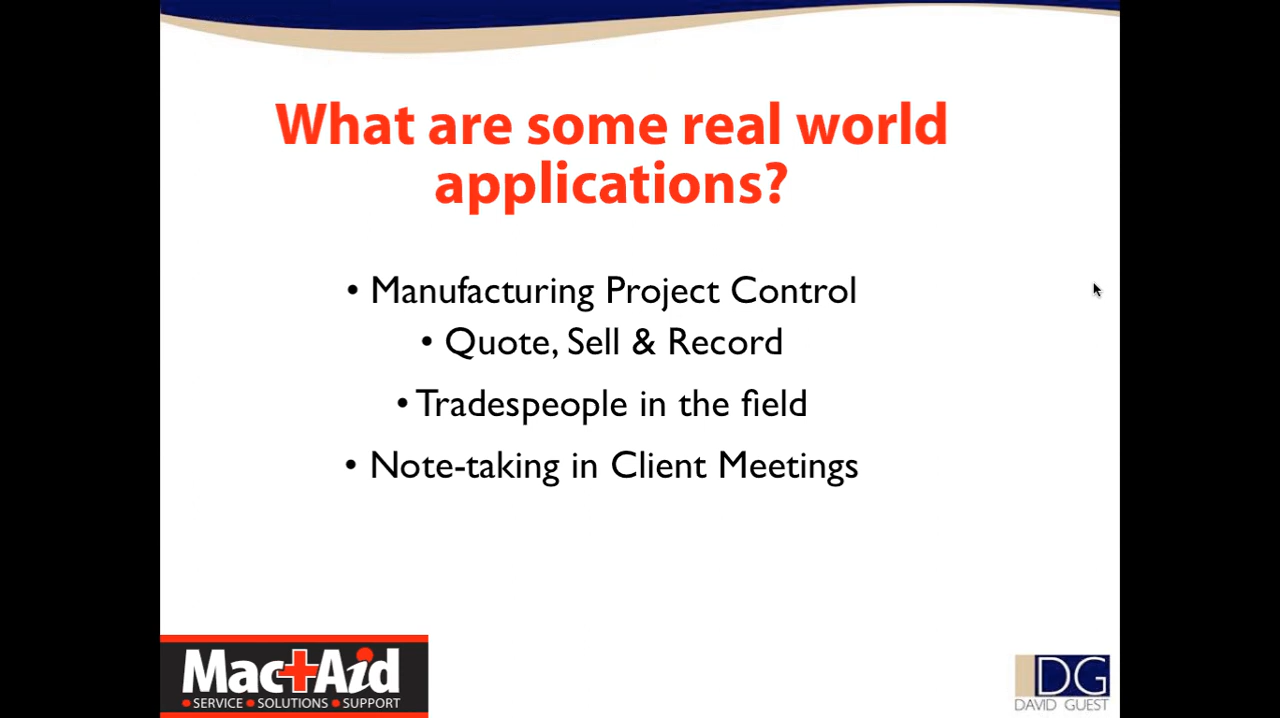 What are some real world
applications?
• Manufacturing Project Control
• Quote, Sell & Record
• Tradespeople in the field
• Note-taking in Client Meetings
Mac+Aid
• SERVICE • SOLUTIONS • SUPPORT
DG
DAVID GUEST